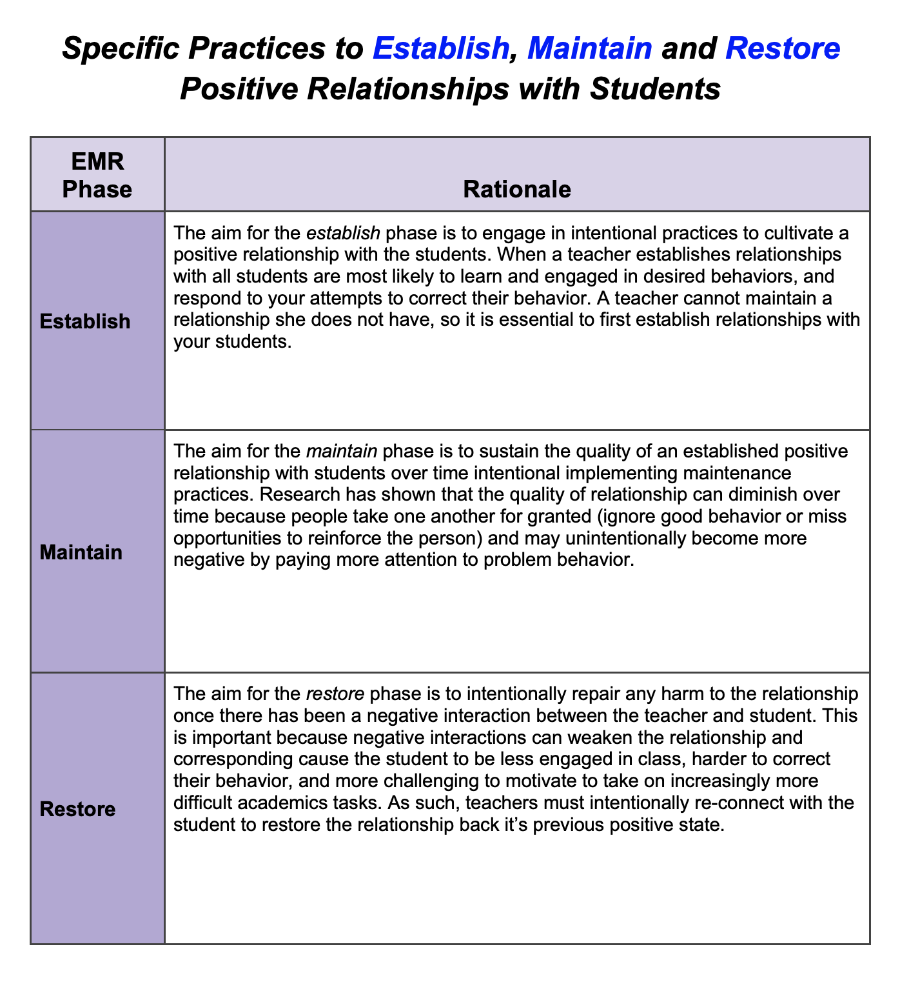 Specific Practices to Establish, Maintain and Restore
Positive Relationships with Students
EMR
Phase
Rationale
Establish
The aim for the establish phase is to engage in intentional practices to cultivate a
positive relationship with the students. When a teacher establishes relationships
with all students are most likely to learn and engaged in desired behaviors, and
respond to your attempts to correct their behavior. A teacher cannot maintain a
relationship she does not have, so it is essential to first establish relationships with
your students.
Maintain
The aim for the maintain phase is to sustain the quality of an established positive
relationship with students over time intentional implementing maintenance
practices. Research has shown that the quality of relationship can diminish over
time because people take one another for granted (ignore good behavior or miss
opportunities to reinforce the person) and may unintentionally become more
negative by paying more attention to problem behavior.
Restore
The aim for the restore phase is to intentionally repair any harm to the relationship
once there has been a negative interaction between the teacher and student. This
is important because negative interactions can weaken the relationship and
corresponding cause the student to be less engaged in class, harder to correct
their behavior, and more challenging to motivate to take on increasingly more
difficult academics tasks. As such, teachers must intentionally re-connect with the
student to restore the relationship back it’s previous positive state.